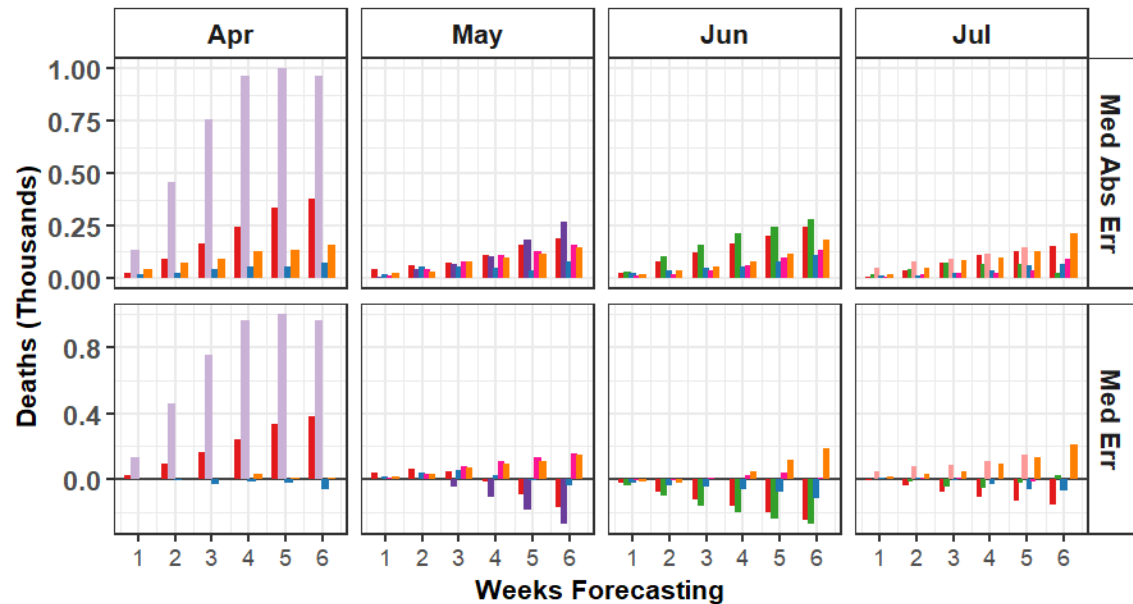 Apr May Jun Jul
Deaths (Thousands)
1.00
0.75
0.50
0.25
0.00
Med Abs Err
0.8
0.4
0.0
Med Err
1 2 3 4 5 6 1 2 3 4 5 6 1 2 3 4 5 6 1 2 3 4 5 6
Weeks Forecasting